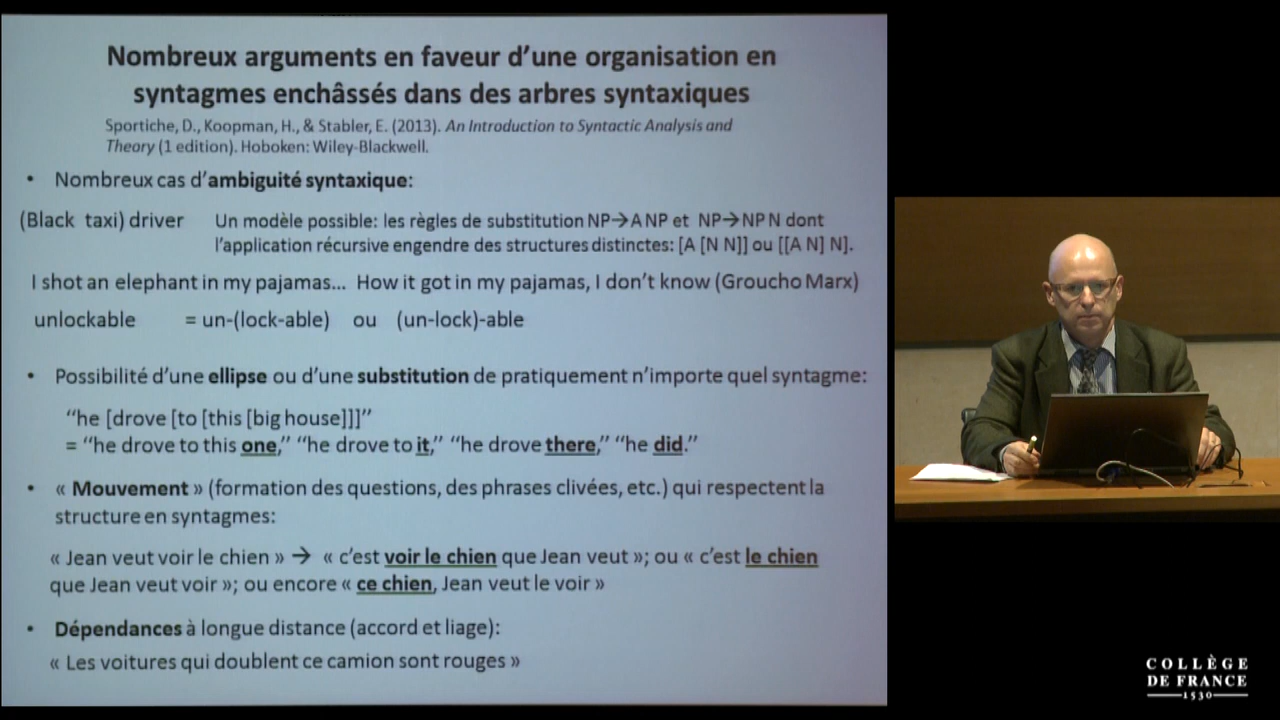 Nombreux arguments en faveur d'une organisation en
syntagmes enchâssés dans des arbres syntaxiques
Sportiche, D., Koopman, H., & Stabler, E. (2013). An Introduction to Syntactic Analysis and
Theory (1 edition). Hoboken: Wiley-Blackwell.
• Nombreux cas d'ambiguité syntaxique:
(Black taxi) driver Un modèle possible: les règles de substitution NP→A NP et NP→NP N dont
l'application récursive engendre des structures distinctes: [A [N N]] ou [[A N] N].
I shot an elephant in my pajamas... How it got in my pajamas, I don't know (Groucho Marx)
unlockable = un-(lock-able) ou (un-lock)-able
• Possibilité d'une ellipse ou d'une substitution de pratiquement n'importe quel syntagme:
"he [drove [to [this [big house]]]"
= "he drove to this one," "he drove to it," "he drove there," "he did."
• « Mouvement » (formation des questions, des phrases clivées, etc.) qui respectent la
structure en syntagmes:
« Jean veut voir le chien » → « c'est voir le chien que Jean veut »; ou « c'est le chien
que Jean veut voir »; ou encore « ce chien, Jean veut le voir »
• Dépendances à longue distance (accord et liage):
« Les voitures qui doublent ce camion sont rouges »
COLLÈGE
DE FRANCE
1530